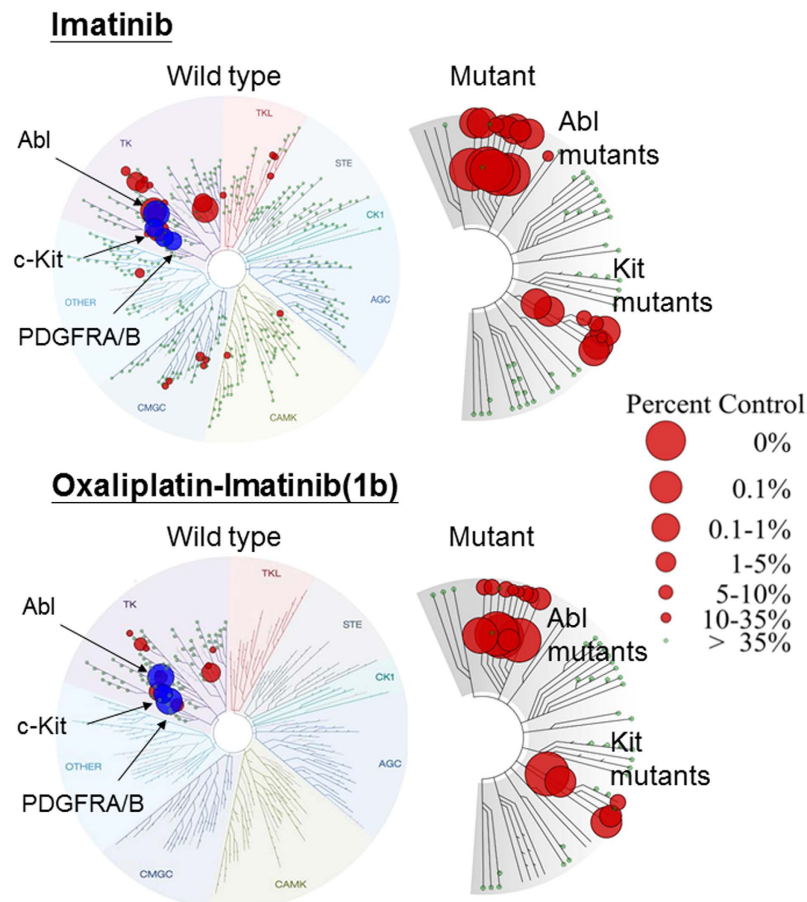 Imatinib
Wild type
Mutant
TK
TKL
STE
CK1
AGC
CAMK
CMGC
OTHER
Abl
c-Kit
PDGFRA/B
Abl
mutants
Kit
mutants
Percent Control
0%
0.1%
0.1-1%
1-5%
5-10%
10-35%
> 35%
Oxaliplatin-Imatinib(1b)
Wild type
Mutant
TK
TKL
STE
CK1
AGC
CAMK
CMGC
OTHER
Abl
c-Kit
PDGFRA/B
Abl
mutants
Kit
mutants